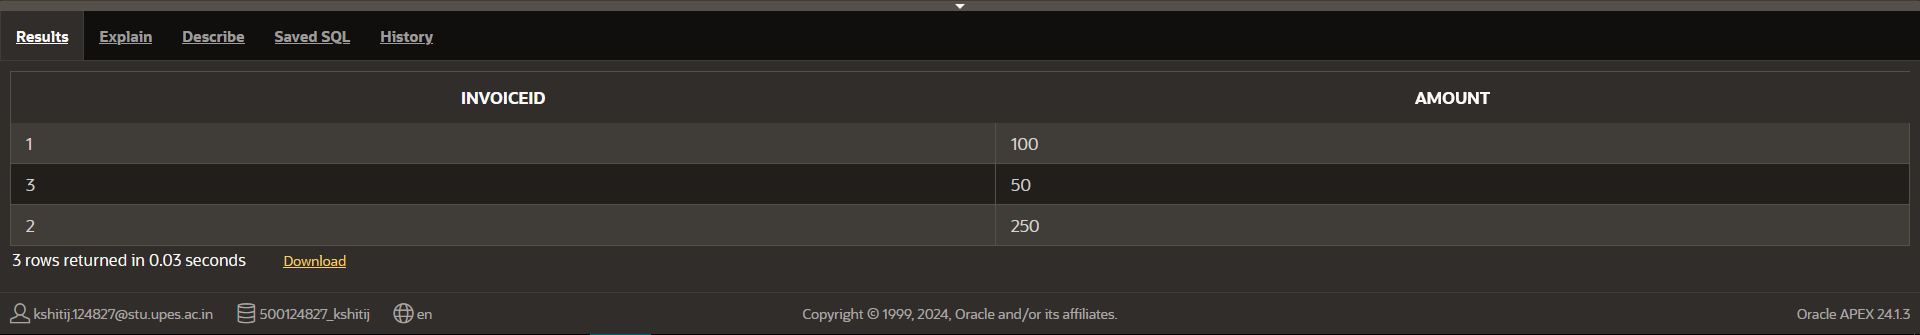 Results Explain Describe Saved SQL History
INVOICEID AMOUNT
1 100
3 50
2 250
3 rows returned in 0.03 seconds Download
kshitij.124827@stu.upes.ac.in 500124827_kshitij en Copyright © 1999, 2024, Oracle and/or its affiliates. Oracle APEX 24.1.3